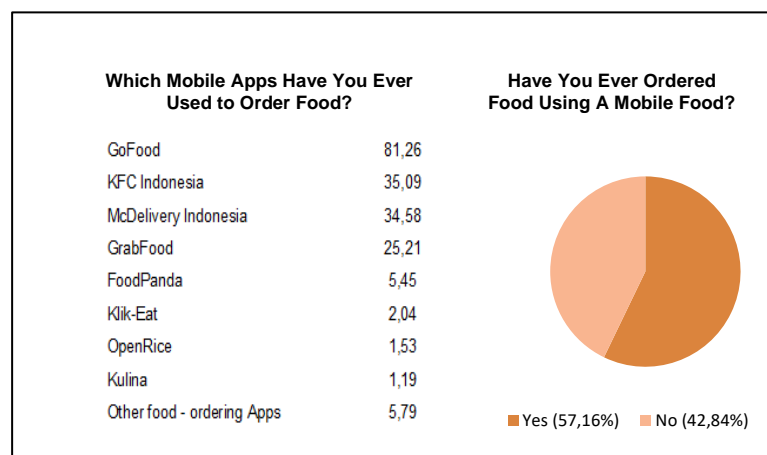 Which Mobile Apps Have You Ever
Used to Order Food?
GoFood 81,26
KFC Indonesia 35,09
McDelivery Indonesia 34,58
GrabFood 25,21
FoodPanda 5,45
Klik-Eat 2,04
OpenRice 1,53
Kulina 1,19
Other food - ordering Apps 5,79
Have You Ever Ordered
Food Using A Mobile Food?
Yes (57,16%) No (42,84%)